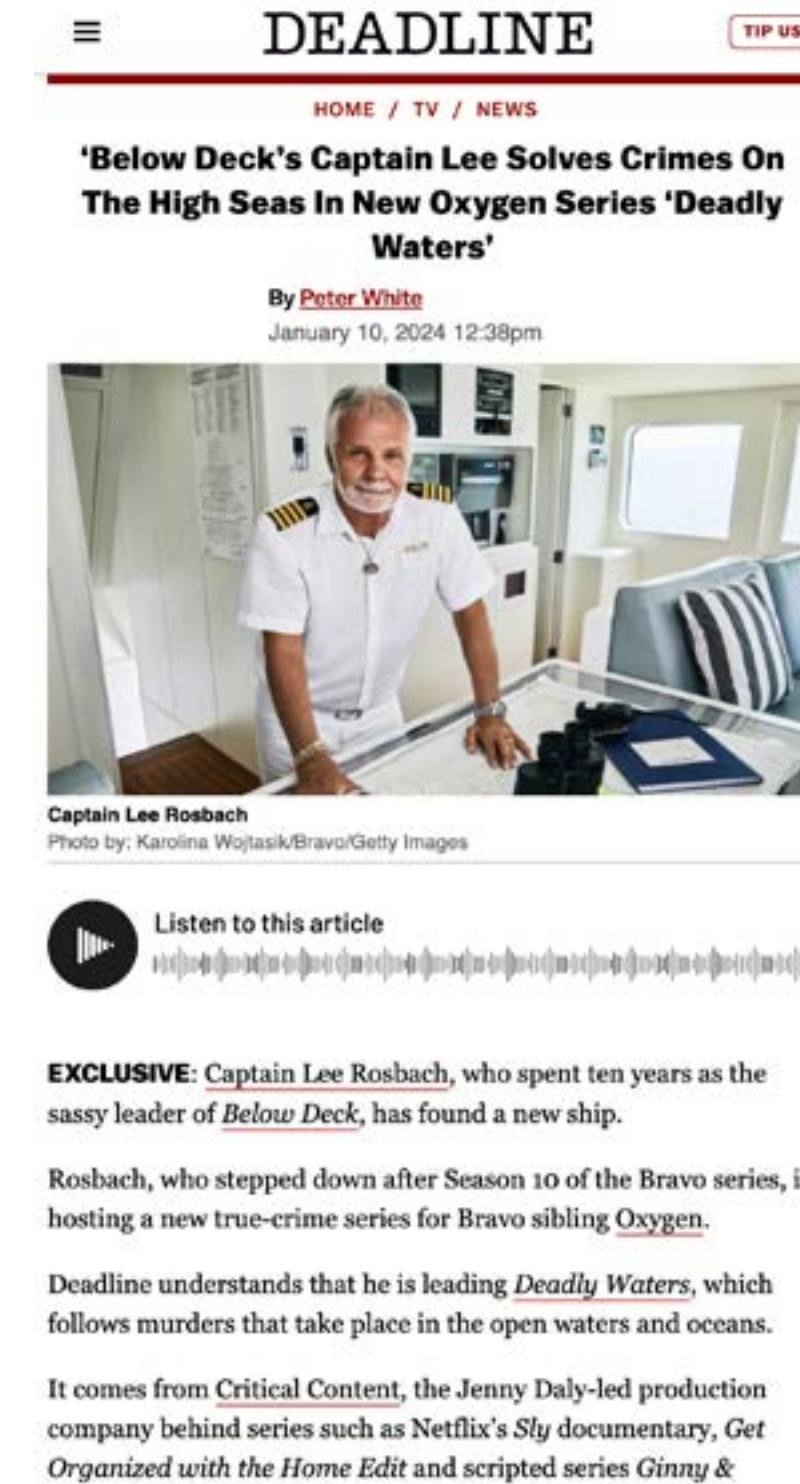 DEADLINE
TIP US
HOME / TV / NEWS
‘Below Deck’s Captain Lee Solves Crimes On
The High Seas In New Oxygen Series ‘Deadly
Waters’
By Peter White
January 10, 2024 12:38pm
Captain Lee Rosbach
Photo by: Karolina Wojtasik/Bravo/Getty Images
Listen to this article
EXCLUSIVE: Captain Lee Rosbach, who spent ten years as the
sassy leader of Below Deck, has found a new ship.
Rosbach, who stepped down after Season 10 of the Bravo series, i
hosting a new true-crime series for Bravo sibling Oxygen.
Deadline understands that he is leading Deadly Waters, which
follows murders that take place in the open waters and oceans.
It comes from Critical Content, the Jenny Daly-led production
company behind series such as Netflix’s Sly documentary, Get
Organized with the Home Edit and scripted series Ginny &